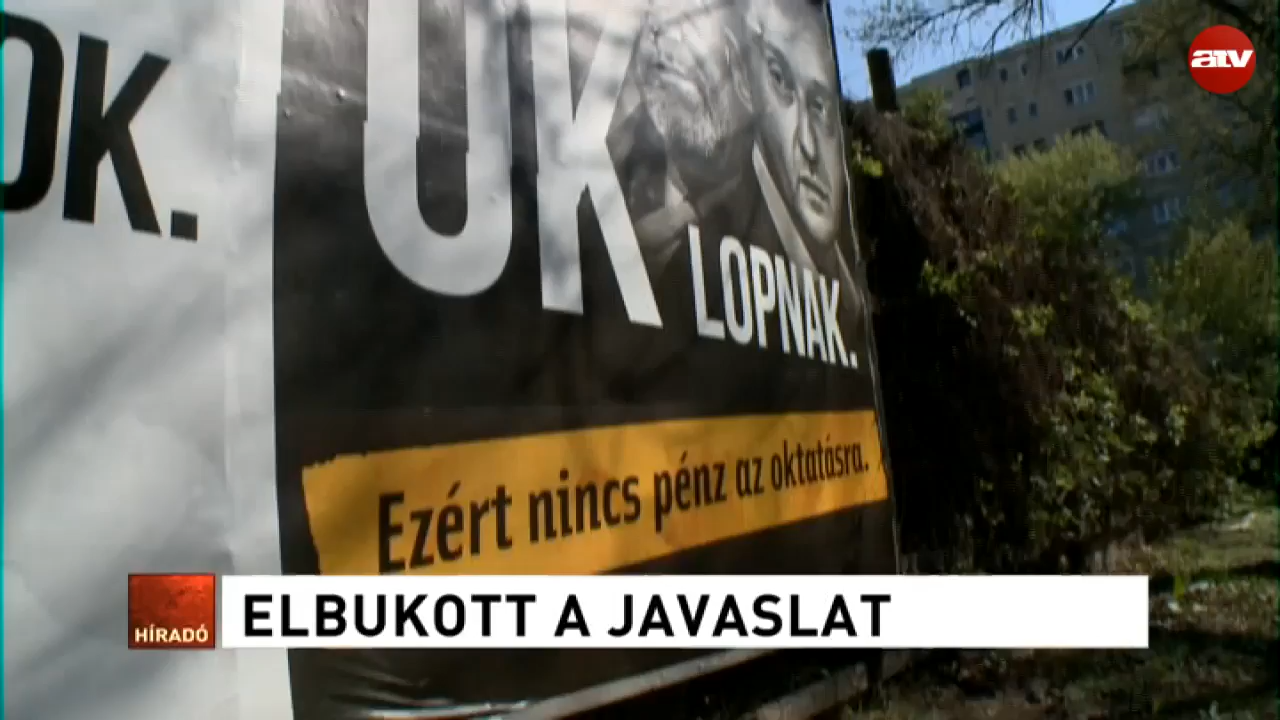 OK.
ŐK
LOPNAK.
Ezért nincs pénz az oktatásra.
atv
HÍRADÓ
ELBUKOTT A JAVASLAT